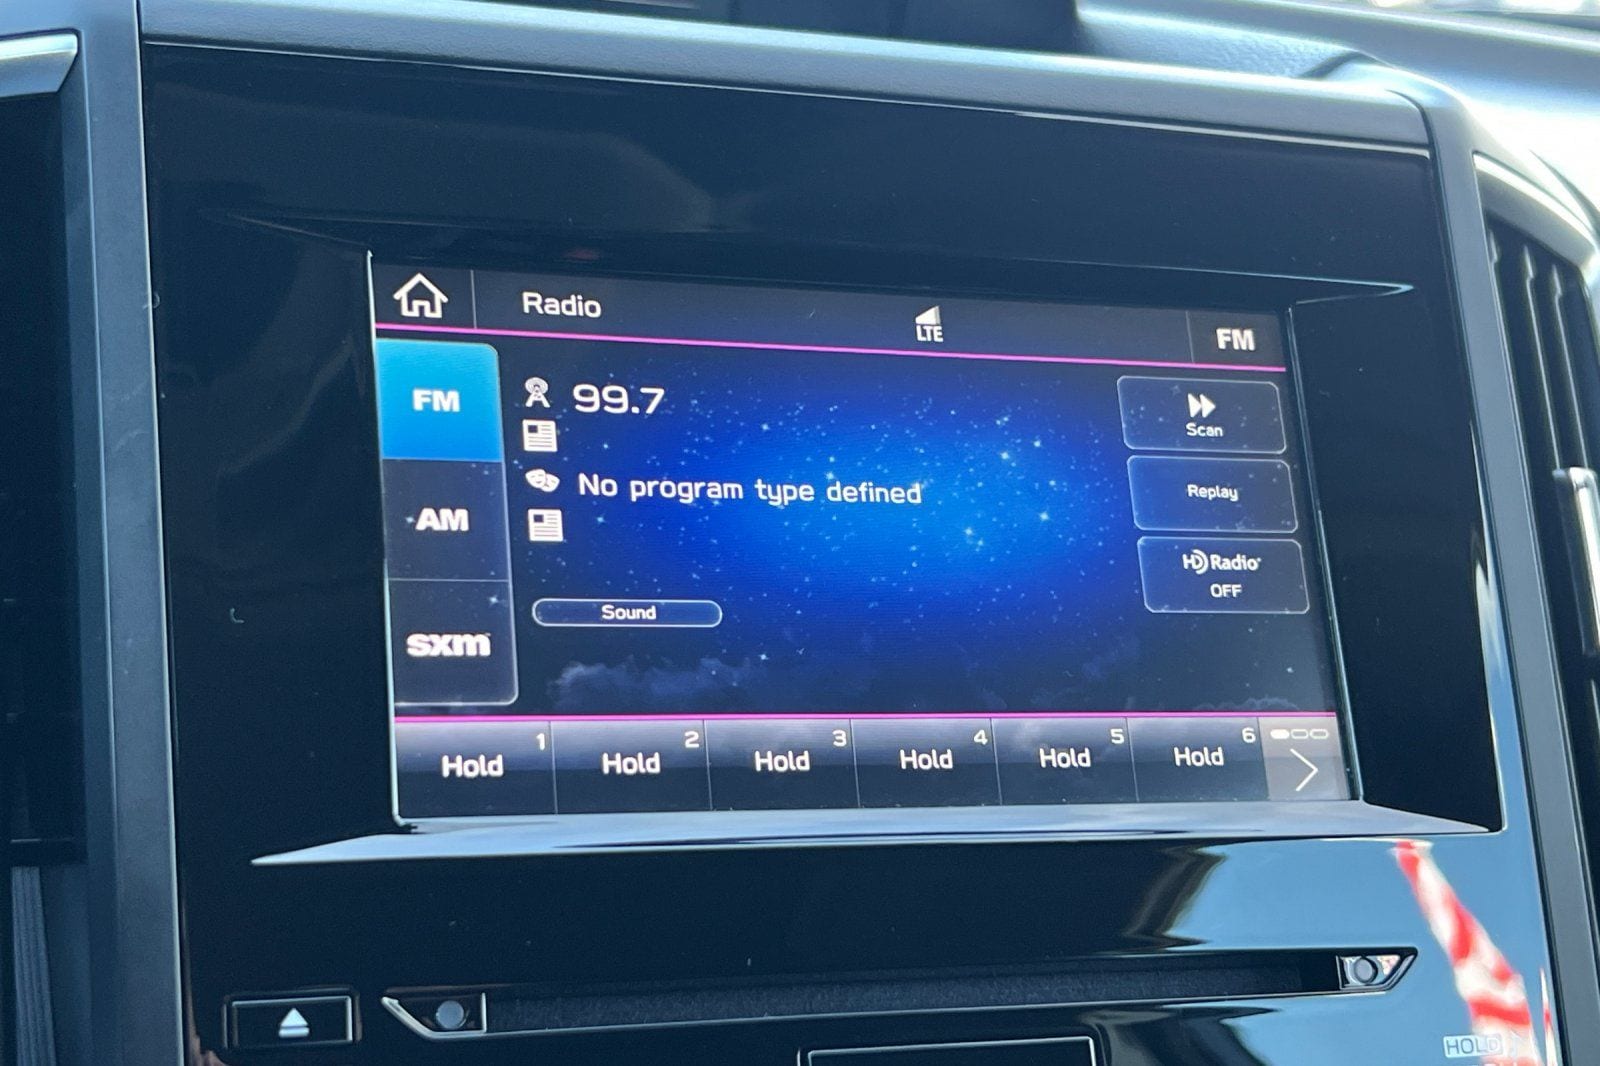 Radio
LTE
FM
FM
99.7
Scan
No program type defined
Replay
AM
HD Radio
OFF
Sound
sxm
1
Hold
2
Hold
3
Hold
4
Hold
5
Hold
6
Hold
HOLD